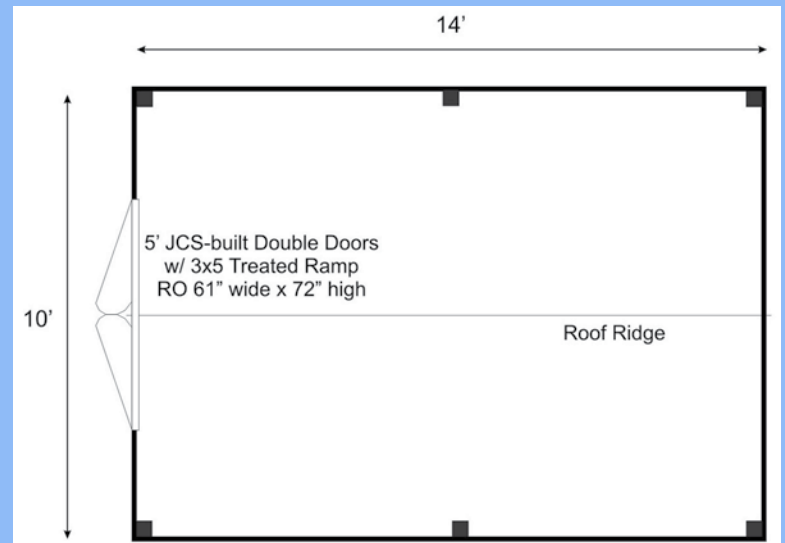 14’
5’ JCS-built Double Doors
w/ 3x5 Treated Ramp
RO 61” wide x 72” high
10’
Roof Ridge